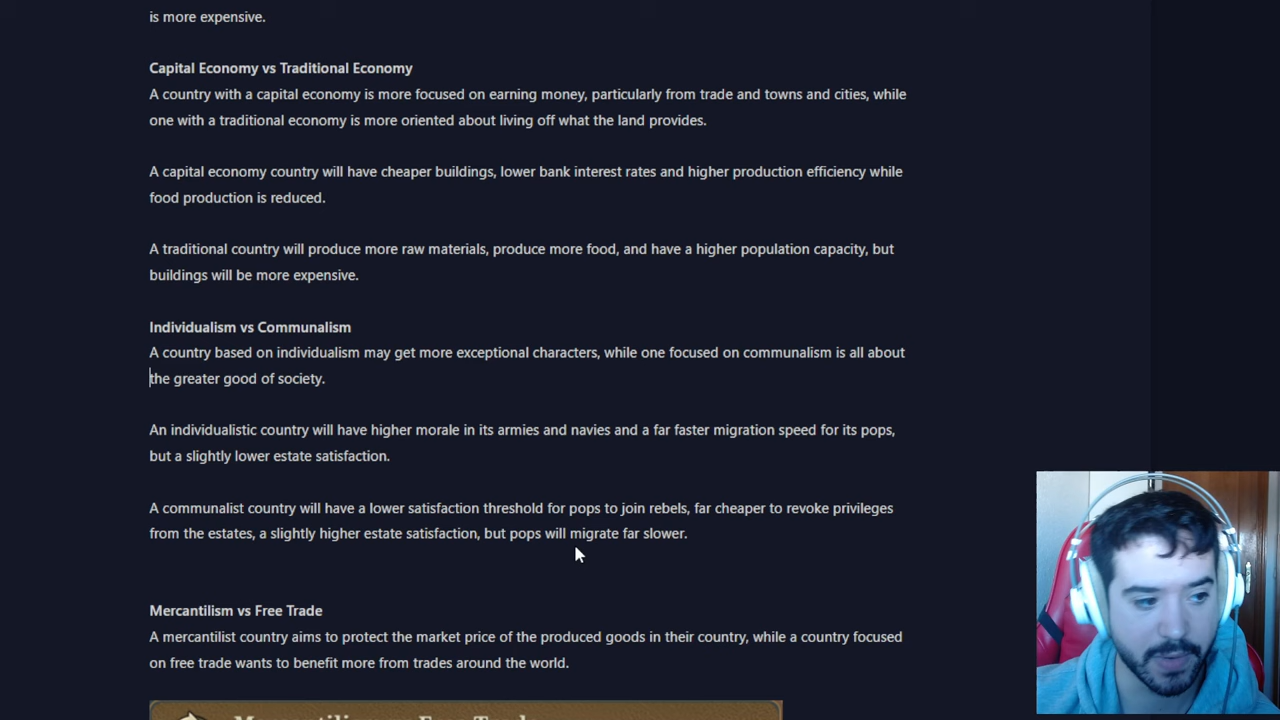 is more expensive.
Capital Economy vs Traditional Economy
A country with a capital economy is more focused on earning money, particularly from trade and towns and cities, while
one with a traditional economy is more oriented about living off what the land provides.
A capital economy country will have cheaper buildings, lower bank interest rates and higher production efficiency while
food production is reduced.
A traditional country will produce more raw materials, produce more food, and have a higher population capacity, but
buildings will be more expensive.
Individualism vs Communalism
A country based on individualism may get more exceptional characters, while one focused on communalism is all about
the greater good of society.
An individualistic country will have higher morale in its armies and navies and a far faster migration speed for its pops,
but a slightly lower estate satisfaction.
A communalist country will have a lower satisfaction threshold for pops to join rebels, far cheaper to revoke privileges
from the estates, a slightly higher estate satisfaction, but pops will migrate far slower.
Mercantilism vs Free Trade
A mercantilist country aims to protect the market price of the produced goods in their country, while a country focused
on free trade wants to benefit more from trades around the world.
Mercantilism vs Free Trade